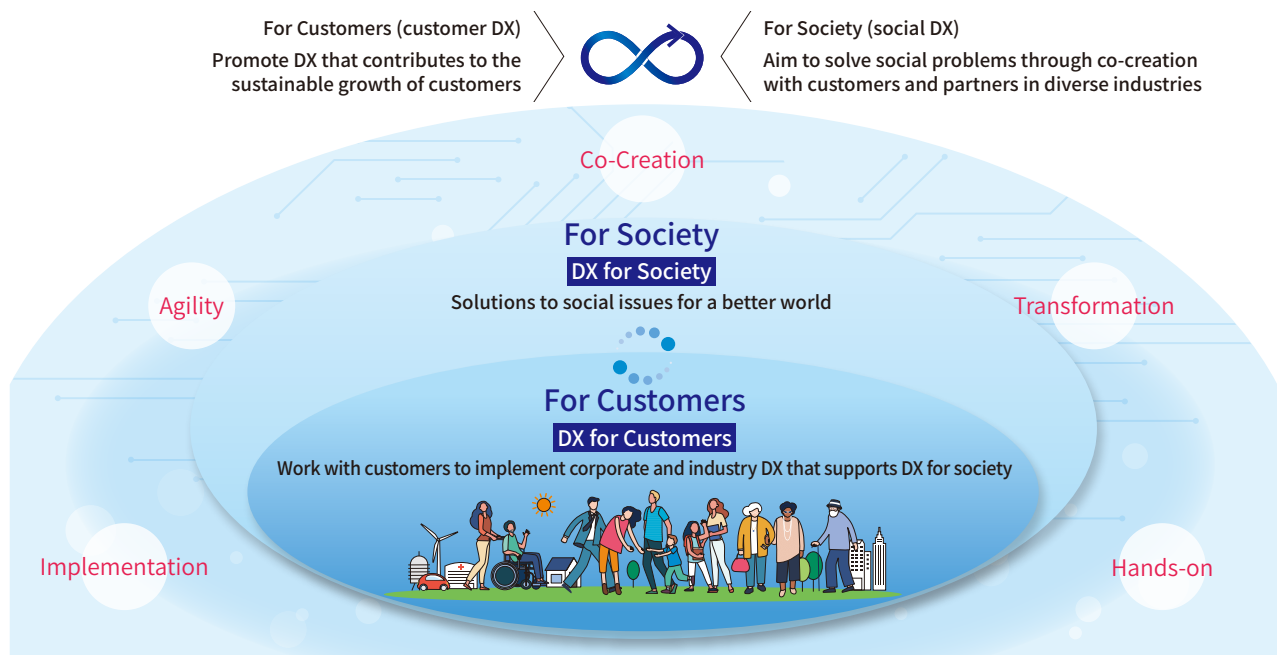 For Customers (customer DX)
Promote DX that contributes to the
sustainable growth of customers
For Society (social DX)
Aim to solve social problems through co-creation
with customers and partners in diverse industries
Co-Creation
For Society
DX for Society
Solutions to social issues for a better world
Agility
Transformation
For Customers
DX for Customers
Work with customers to implement corporate and industry DX that supports DX for society
Implementation
Hands-on